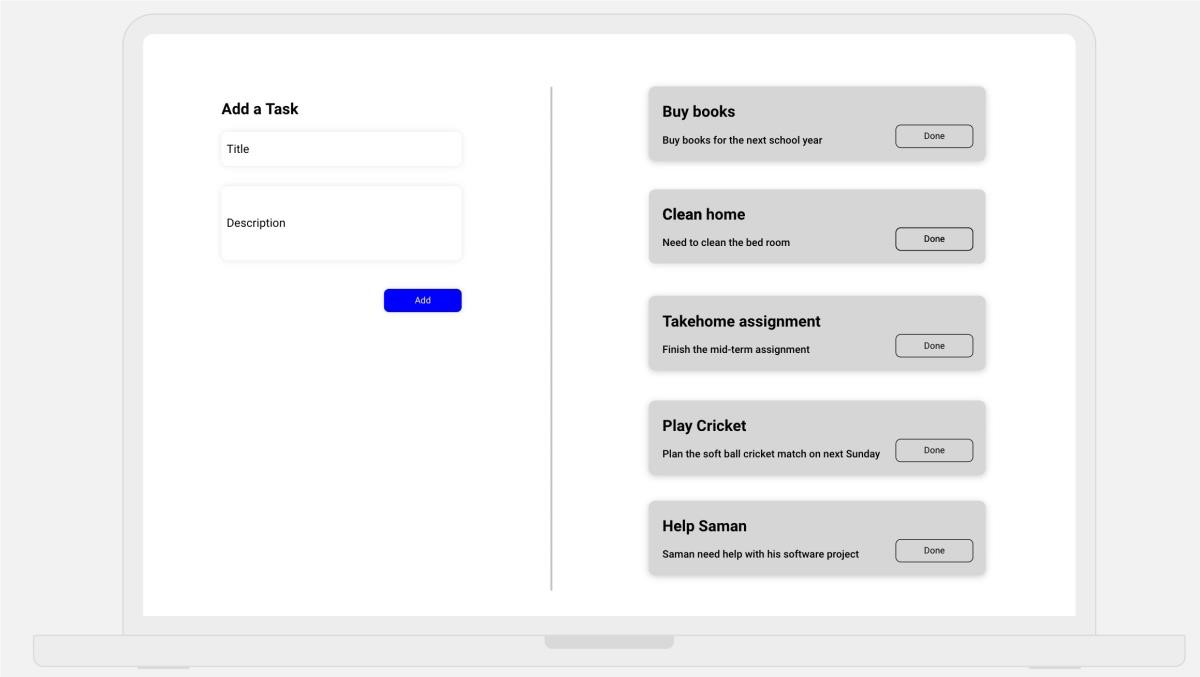 Add a Task
Title
Description
Add
Buy books
Buy books for the next school year
Done
Clean home
Need to clean the bed room
Done
Takehome assignment
Finish the mid-term assignment
Done
Play Cricket
Plan the soft ball cricket match on next Sunday
Done
Help Saman
Saman need help with his software project
Done